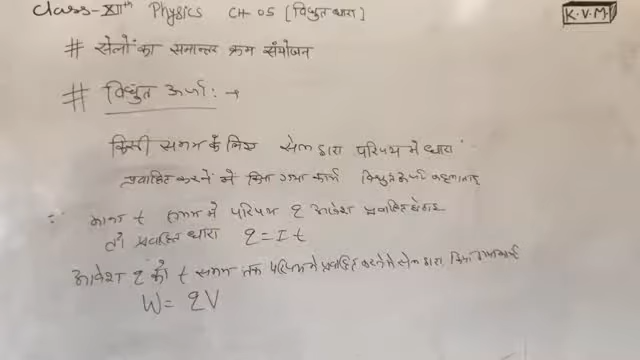 Class-XIIth Physics CH-05 [विधुत धारा]
K.V.M.
# सेलों का समान्तर क्रम संयोजन
# विधुत ऊर्जा: →
किसी समय के लिए सेल द्वारा परिपथ मे धारा
प्रवाहित करने में किया गया कार्य विधुत ऊर्जा कहलाता है
∵ माना t समय में परिपथ q आवेश प्रवाहित होता है
तो प्रवाहित धारा q = I t
आवेश q को t समय तक परिपथ मे प्रवाहित करने मे सेल द्वारा किया गया कार्य
W = qV